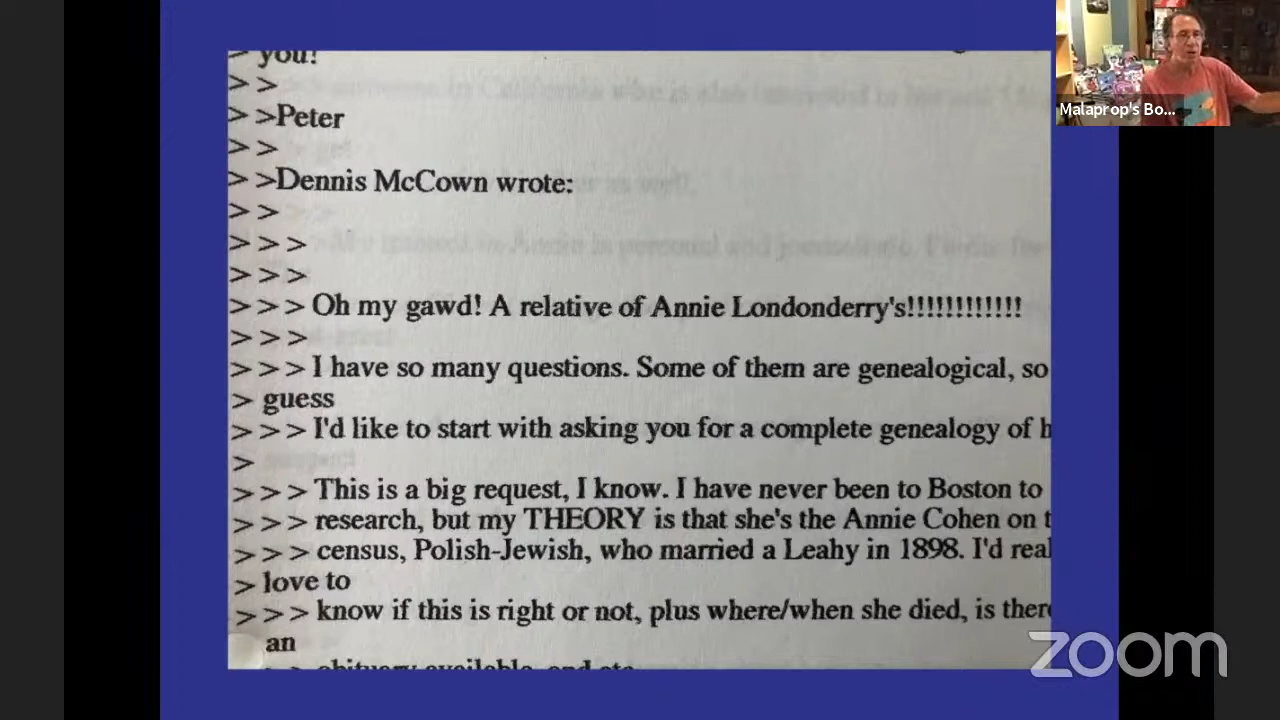 > you!
> >
> >Peter
> >
> >Dennis McCown wrote:
> >
> > >
> > >
> > > Oh my gawd! A relative of Annie Londonderry's!!!!!!!!!!!!!
> > >
> > > I have so many questions. Some of them are genealogical, so
> guess
> > > I'd like to start with asking you for a complete genealogy of h
>
> > > This is a big request, I know. I have never been to Boston to
> > > research, but my THEORY is that she's the Annie Cohen on t
> > > census, Polish-Jewish, who married a Leahy in 1898. I'd real
> love to
> > > know if this is right or not, plus where/when she died, is there
an
> > > obituary available, and etc
Malaprop's Bo...
zoom